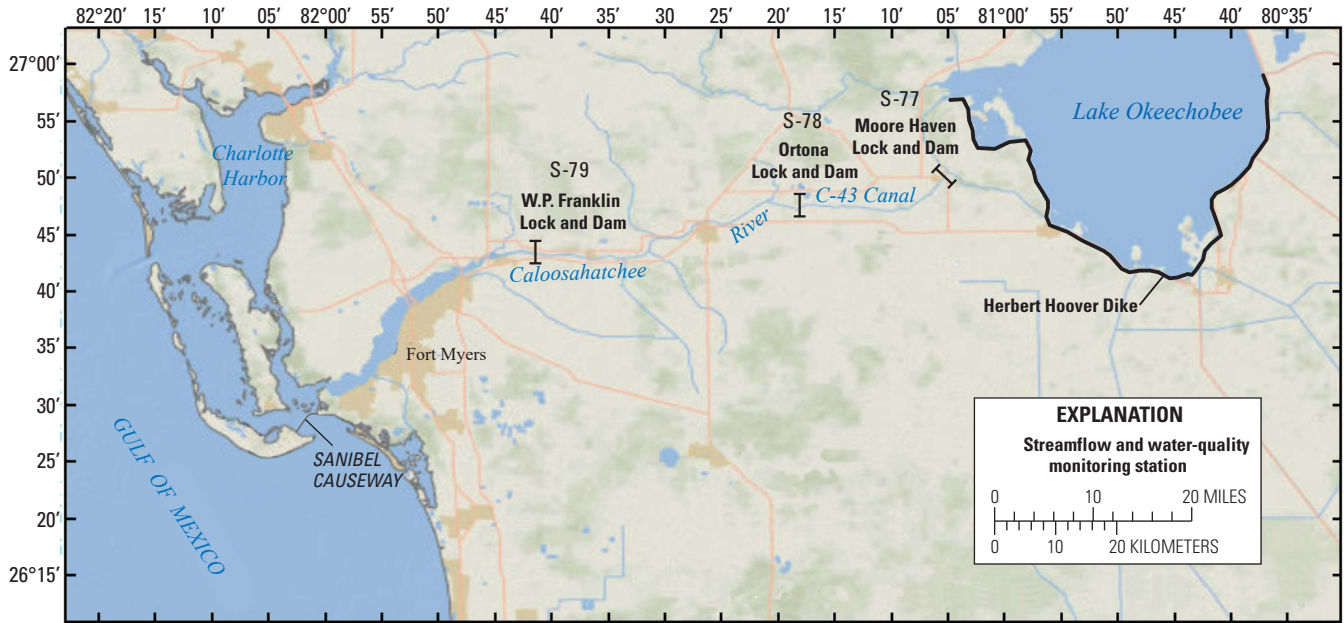 82°20’ 15’ 10’ 05’ 82°00’ 55’ 50’ 45’ 40’ 35’ 30’ 25’ 20’ 15’ 10’ 05’ 81°00’ 55’ 50’ 45’ 40’ 80°35’
27°00’
55’
50’
45’
40’
35’
30’
25’
20’
26°15’
Charlotte
Harbor
S-79
W.P. Franklin
Lock and Dam
S-78
Ortona
Lock and Dam
S-77
Moore Haven
Lock and Dam
Lake Okeechobee
C-43 Canal
River
Caloosahatchee
Herbert Hoover Dike
Fort Myers
SANIBEL
CAUSEWAY
GULF OF MEXICO
EXPLANATION
Streamflow and water-quality
monitoring station
0 10 20 MILES
0 10 20 KILOMETERS